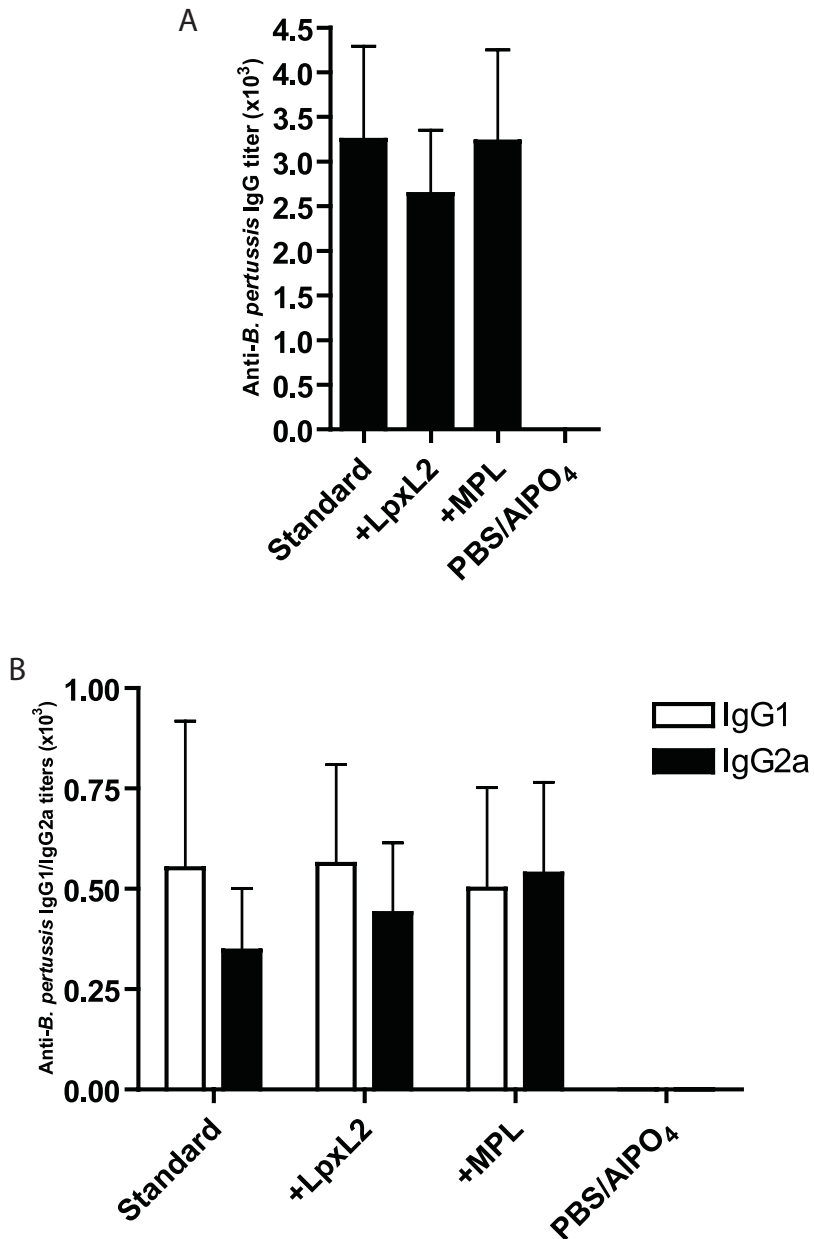 A
Anti-B. pertussis IgG titer (x10³)
4.5
4.0
3.5
3.0
2.5
2.0
1.5
1.0
0.5
0.0
Standard
+LpxL2
+MPL
PBS/AlPO₄
B
Anti-B. pertussis IgG1/IgG2a titers (x10³)
1.00
0.75
0.50
0.25
0.00
IgG1
IgG2a
Standard
+LpxL2
+MPL
PBS/AlPO₄